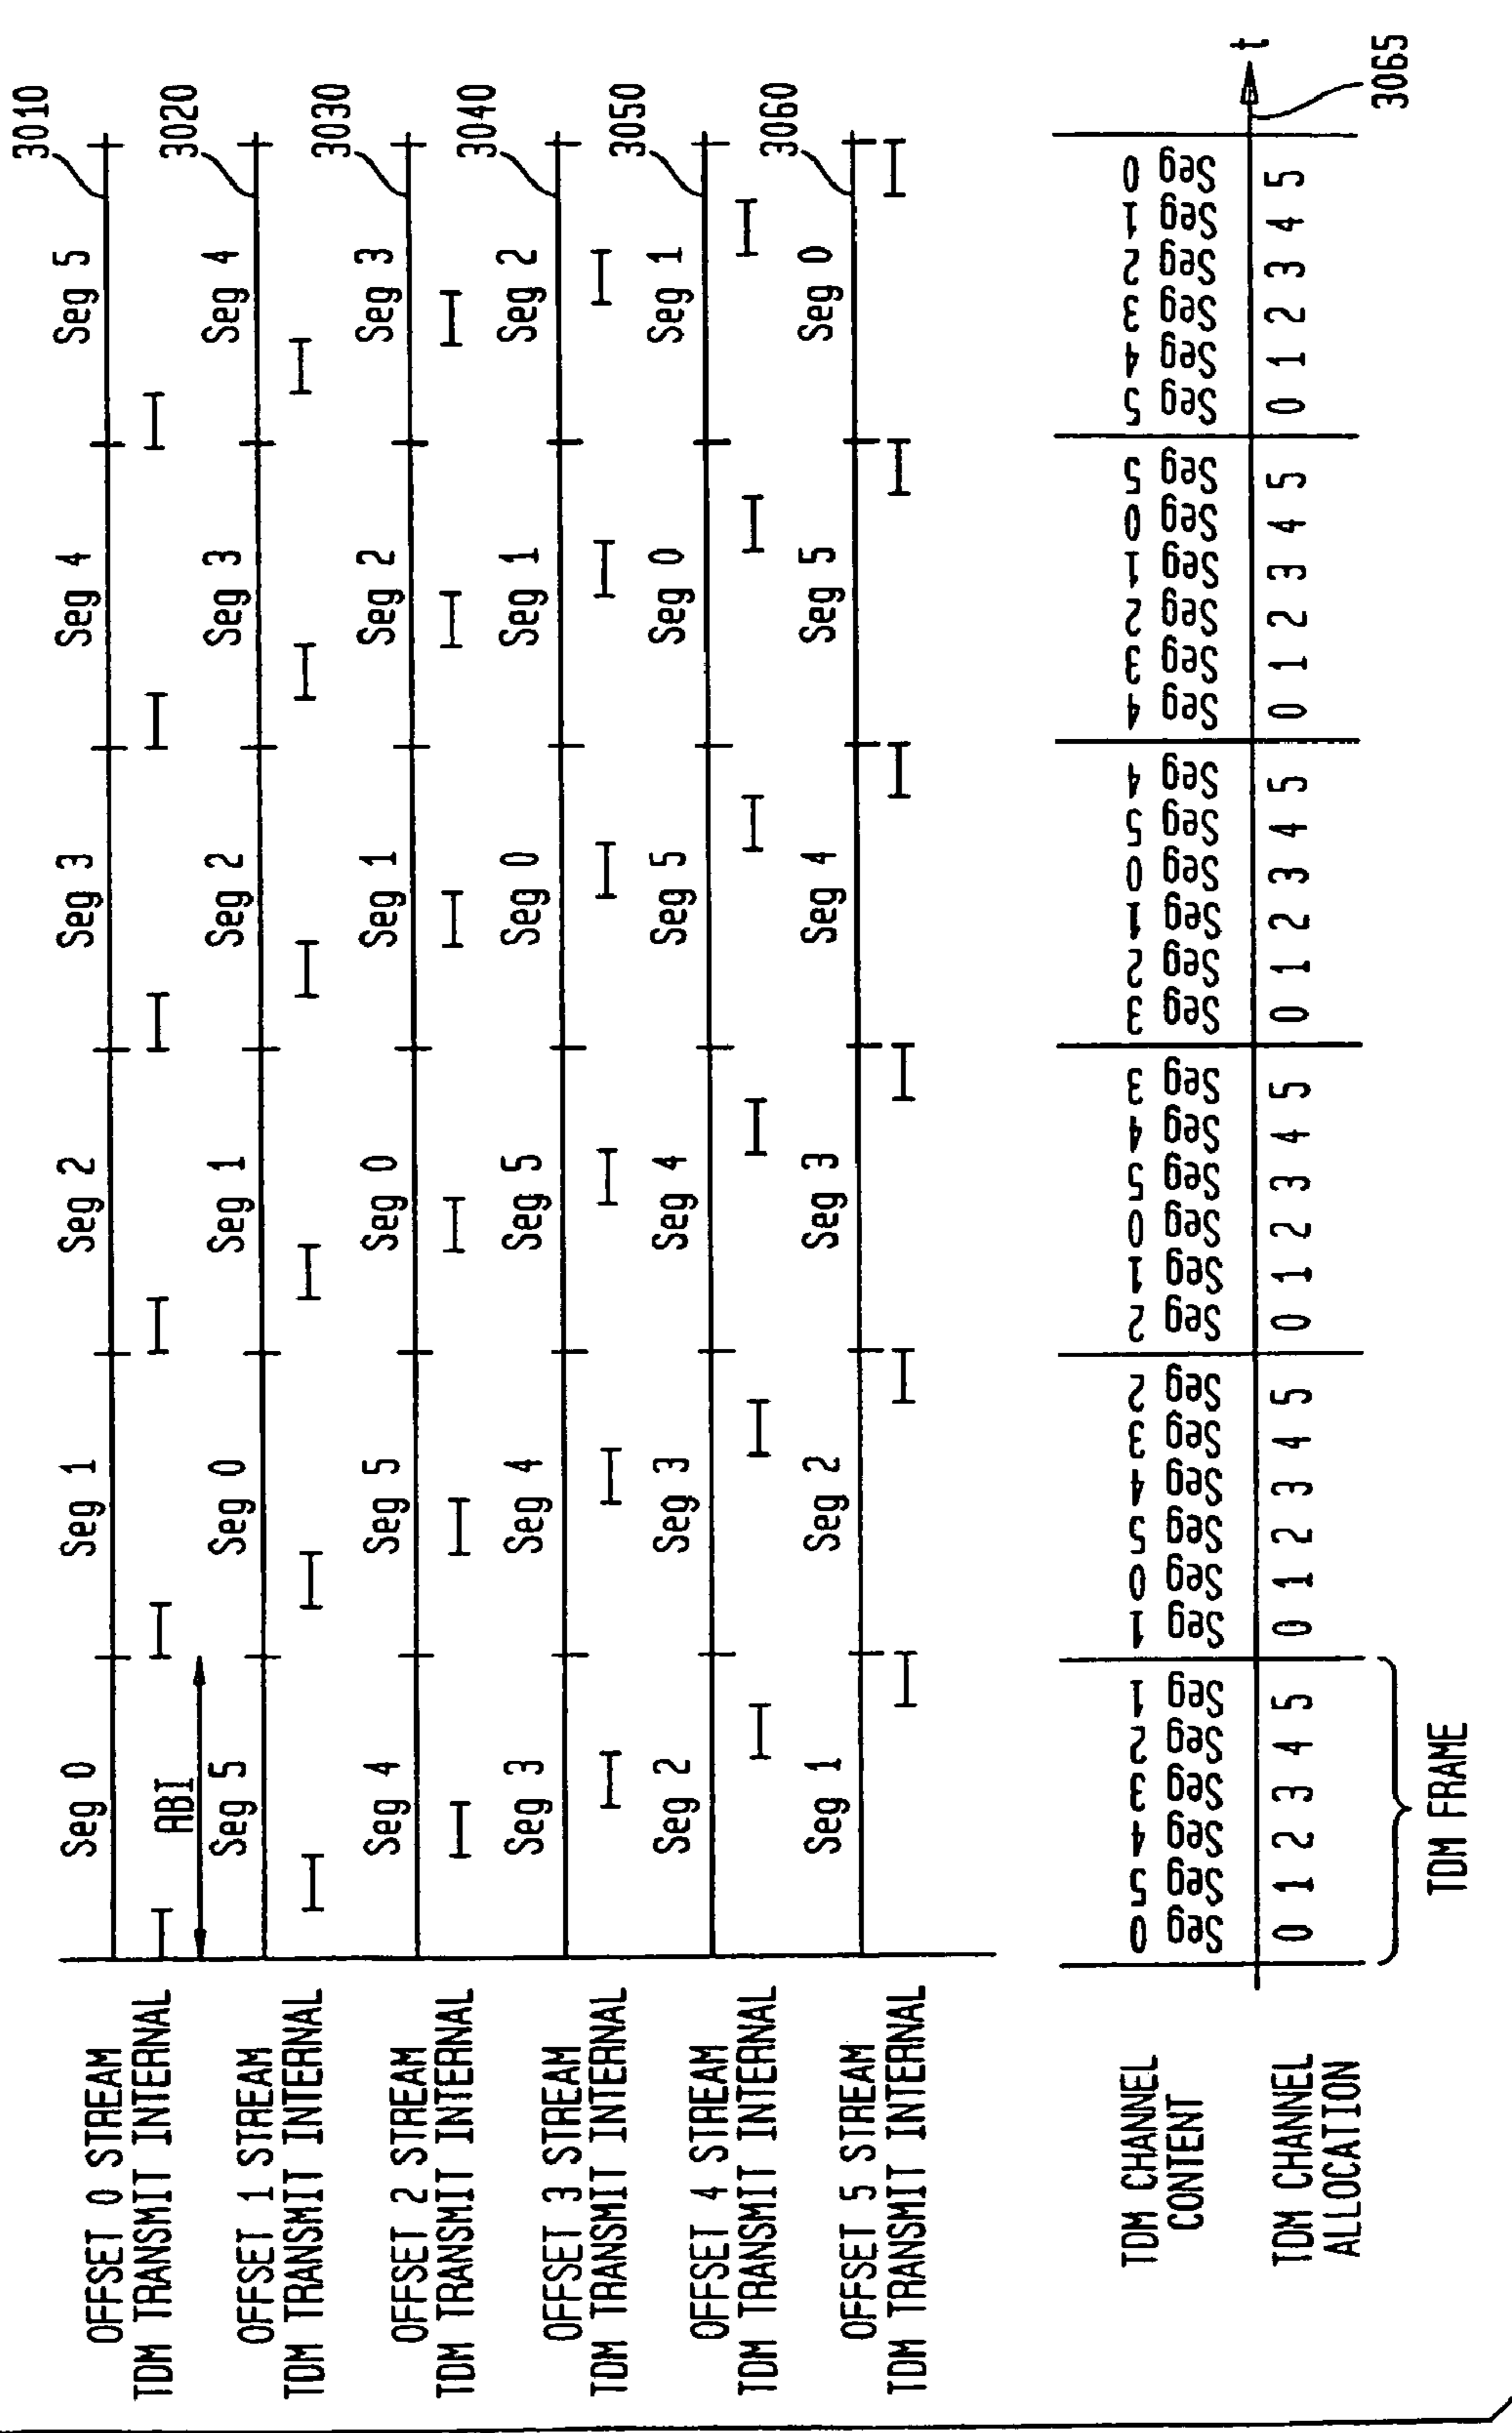 3010
OFFSET 0 STREAM Seg 0 Seg 1 Seg 2 Seg 3 Seg 4 Seg 5
TDM TRANSMIT INTERNAL
ABI
3020
OFFSET 1 STREAM Seg 5 Seg 0 Seg 1 Seg 2 Seg 3 Seg 4
TDM TRANSMIT INTERNAL
3030
OFFSET 2 STREAM Seg 4 Seg 5 Seg 0 Seg 1 Seg 2 Seg 3
TDM TRANSMIT INTERNAL
3040
OFFSET 3 STREAM Seg 3 Seg 4 Seg 5 Seg 0 Seg 1 Seg 2
TDM TRANSMIT INTERNAL
3050
OFFSET 4 STREAM Seg 2 Seg 3 Seg 4 Seg 5 Seg 0 Seg 1
TDM TRANSMIT INTERNAL
3060
OFFSET 5 STREAM Seg 1 Seg 2 Seg 3 Seg 4 Seg 5 Seg 0
TDM TRANSMIT INTERNAL
TDM CHANNEL
CONTENT
Seg 0 Seg 5 Seg 4 Seg 3 Seg 2 Seg 1
Seg 1 Seg 0 Seg 5 Seg 4 Seg 3 Seg 2
Seg 2 Seg 1 Seg 0 Seg 5 Seg 4 Seg 3
Seg 3 Seg 2 Seg 1 Seg 0 Seg 5 Seg 4
Seg 4 Seg 3 Seg 2 Seg 1 Seg 0 Seg 5
Seg 5 Seg 4 Seg 3 Seg 2 Seg 1 Seg 0
t
TDM CHANNEL
ALLOCATION
0 1 2 3 4 5 0 1 2 3 4 5 0 1 2 3 4 5 0 1 2 3 4 5 0 1 2 3 4 5 0 1 2 3 4 5
3065
TDM FRAME